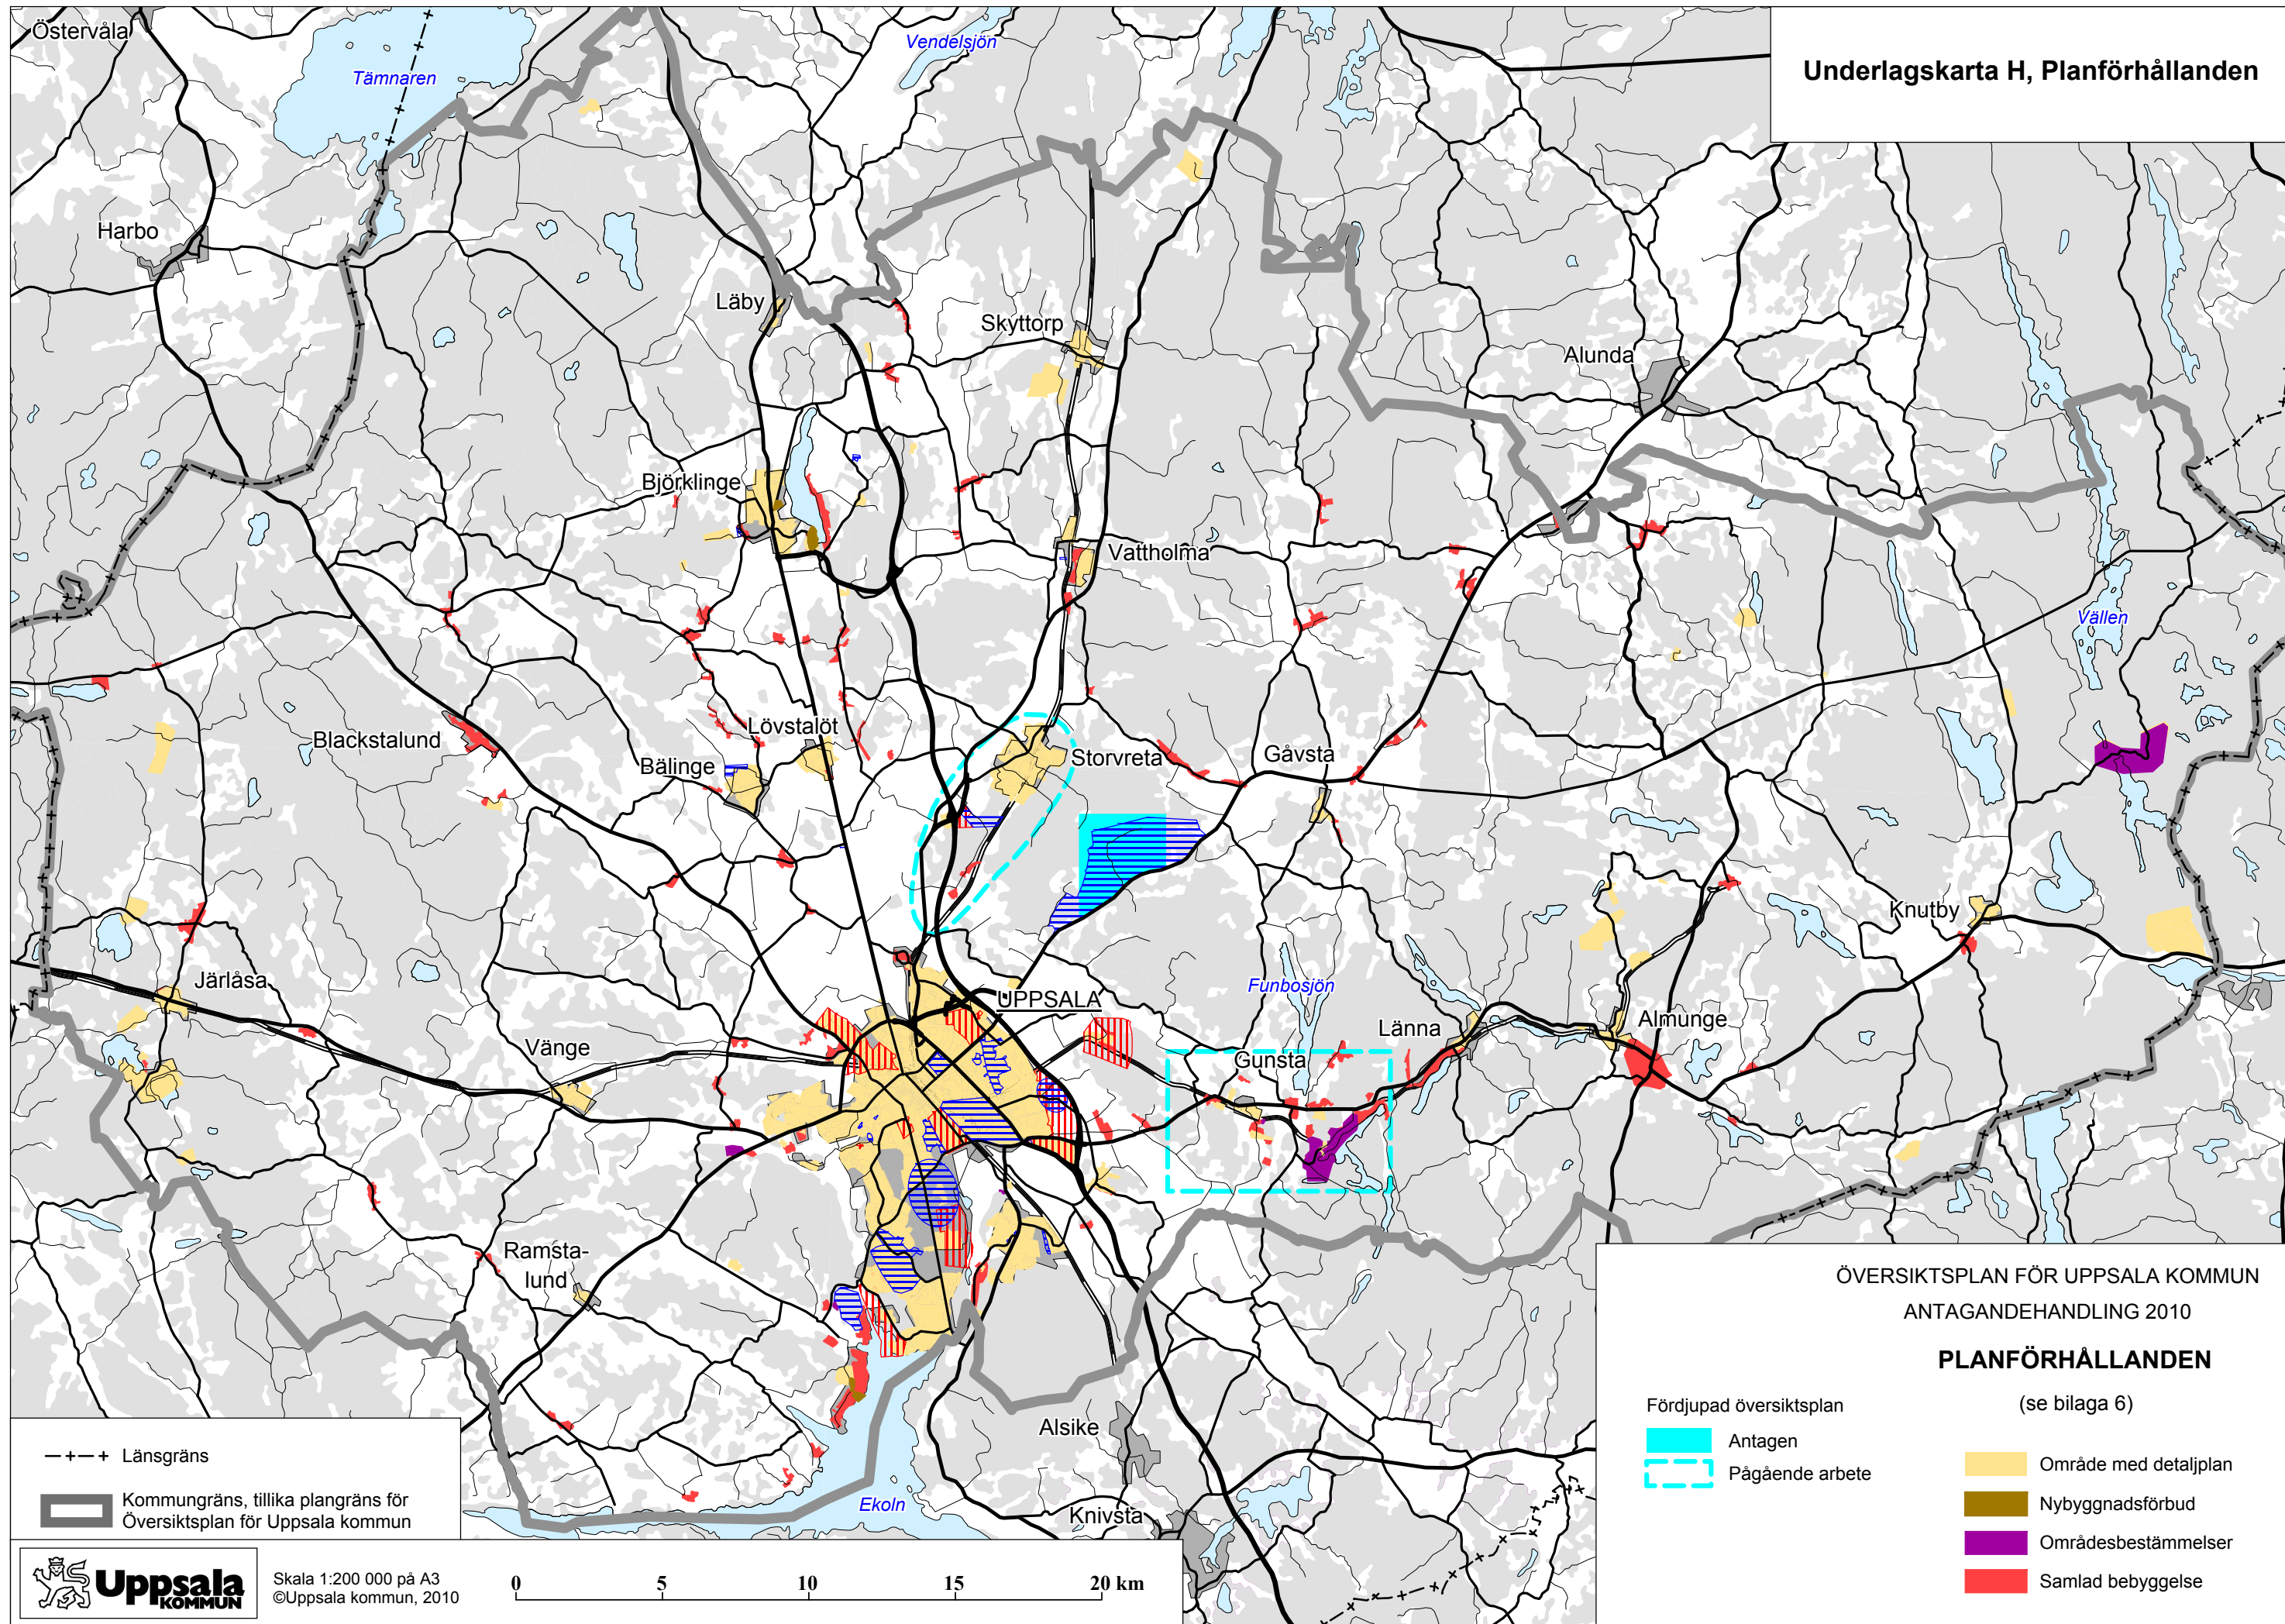 Underlagskarta H, Planförhållanden
Östervåla
Tämnaren
Vendelsjön
Harbo
Läby
Skyttorp
Alunda
Björklinge
Vattholma
Vällen
Blackstalund
Lövstalöt
Bälinge
Storvreta
Gåvsta
Knutby
Järlåsa
UPPSALA
Funbosjön
Vänge
Länna
Almunge
Gunsta
Ramsta-
lund
Alsike
Ekoln
Knivsta
ÖVERSIKTSPLAN FÖR UPPSALA KOMMUN
ANTAGANDEHANDLING 2010
PLANFÖRHÅLLANDEN
(se bilaga 6)
Fördjupad översiktsplan
Antagen
Pågående arbete
Område med detaljplan
Nybyggnadsförbud
Områdesbestämmelser
Samlad bebyggelse
Länsgräns
Kommungräns, tillika plangräns för
Översiktsplan för Uppsala kommun
Uppsala
KOMMUN
Skala 1:200 000 på A3
©Uppsala kommun, 2010
0 5 10 15 20 km